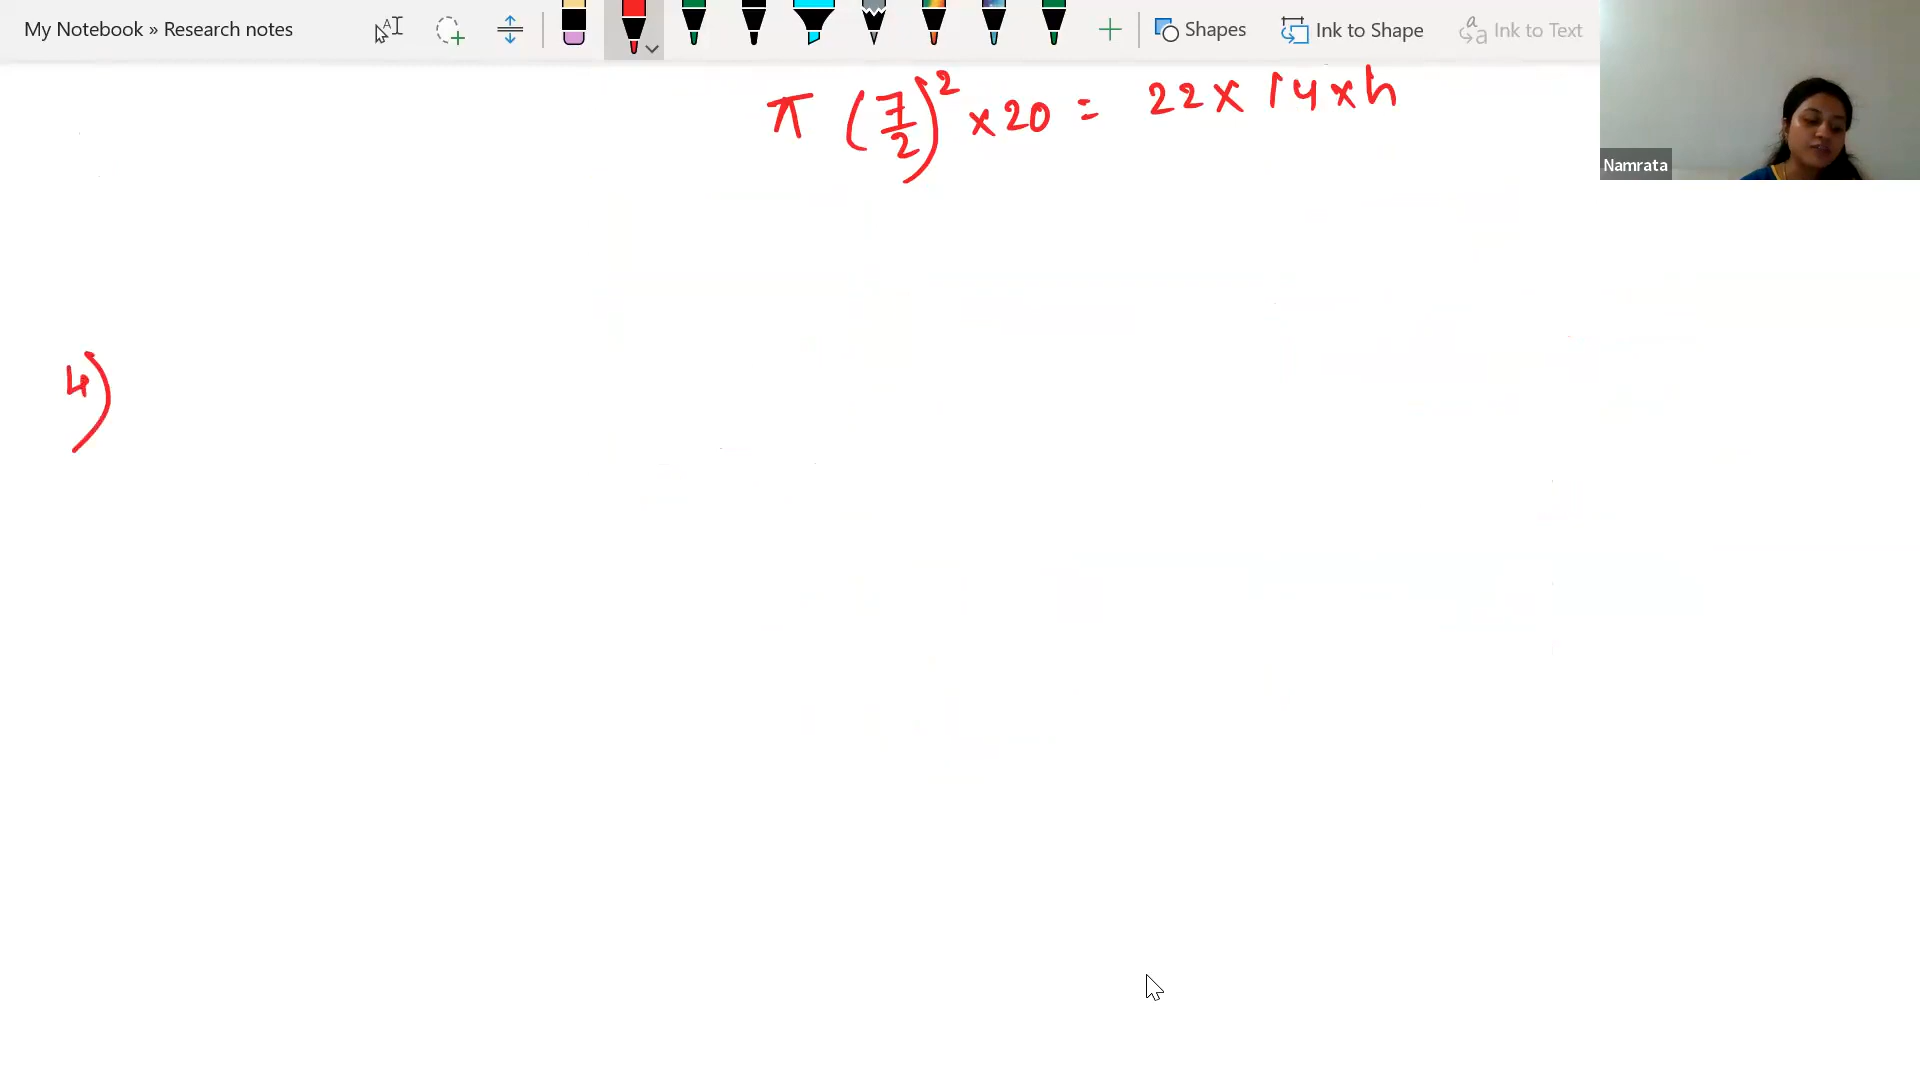 My Notebook » Research notes
Shapes
Ink to Shape
Ink to Text
π (7/2)² × 20 = 22 × 14 × h
Namrata
4)